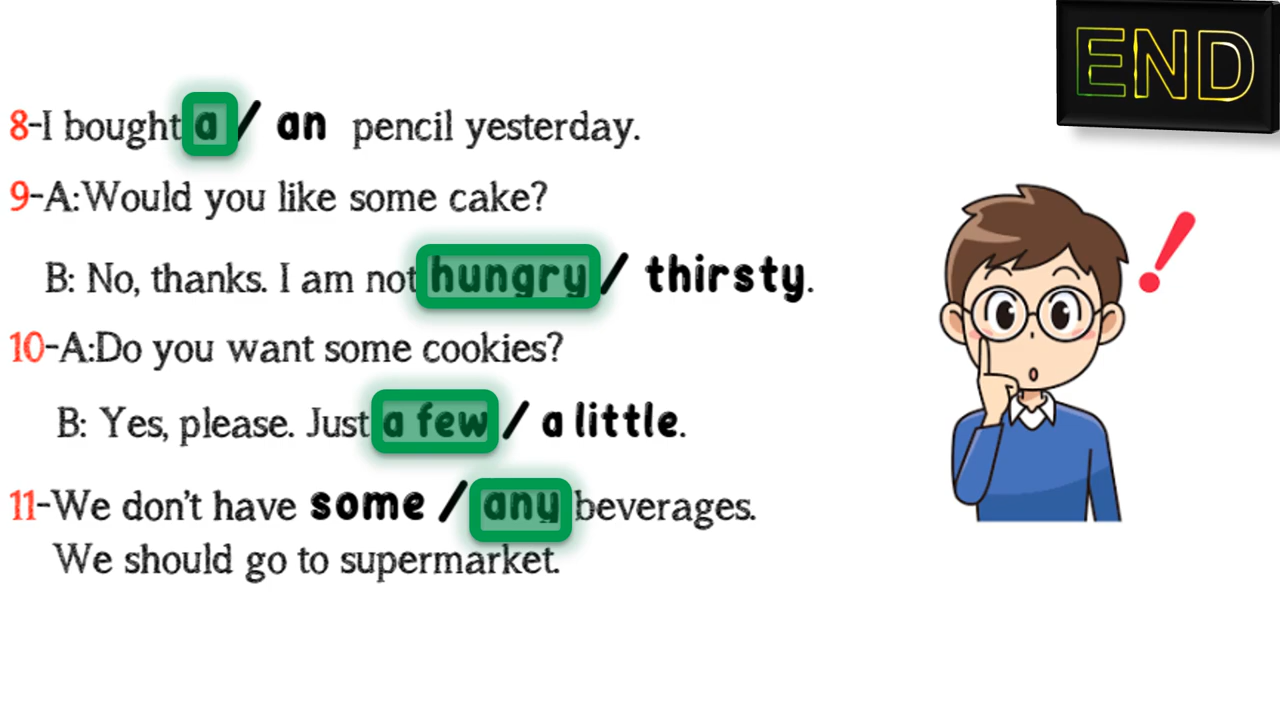 END
8-I bought a / an pencil yesterday.
9-A:Would you like some cake?
B: No, thanks. I am not hungry / thirsty.
10-A:Do you want some cookies?
B: Yes, please. Just a few / a little.
11-We don't have some / any beverages.
We should go to supermarket.